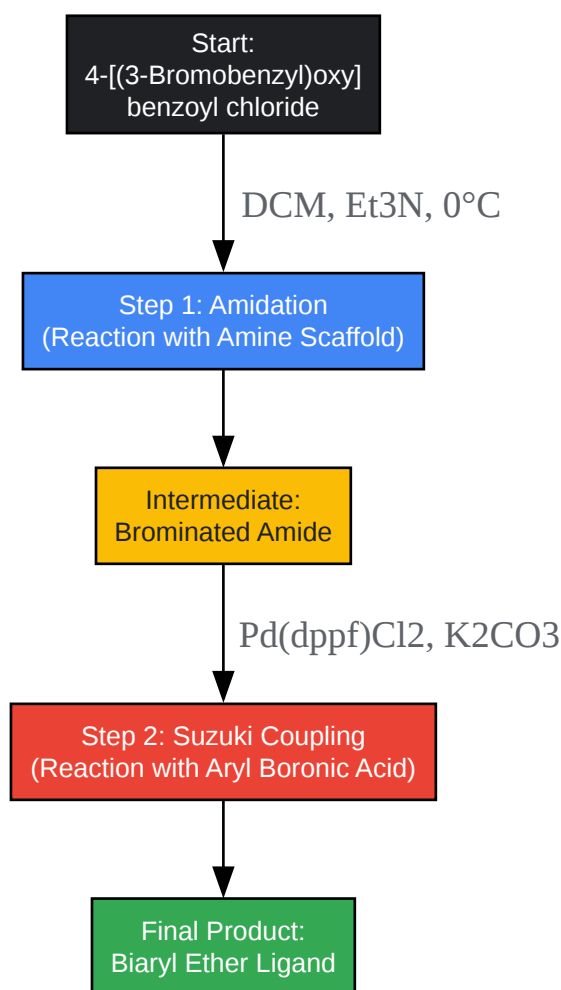 Start:
4-[(3-Bromobenzyl)oxy]
benzoyl chloride
DCM, Et3N, 0°C
Step 1: Amidation
(Reaction with Amine Scaffold)
Intermediate:
Brominated Amide
Pd(dppf)Cl2, K2CO3
Step 2: Suzuki Coupling
(Reaction with Aryl Boronic Acid)
Final Product:
Biaryl Ether Ligand